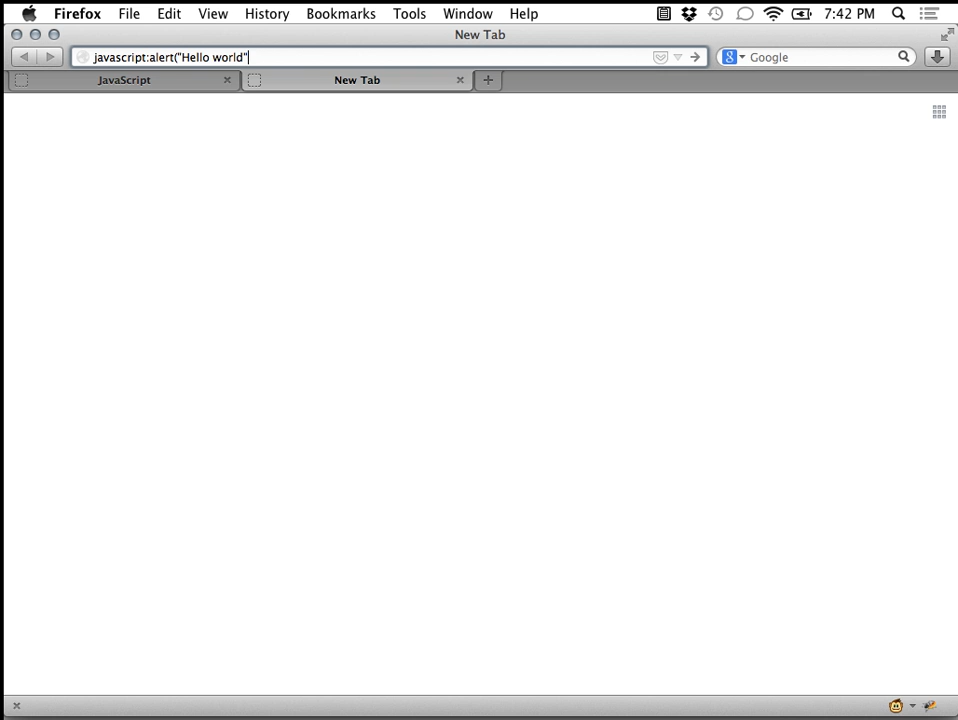 Firefox File Edit View History Bookmarks Tools Window Help 7:42 PM
New Tab
javascript:alert("Hello world" Google
JavaScript New Tab